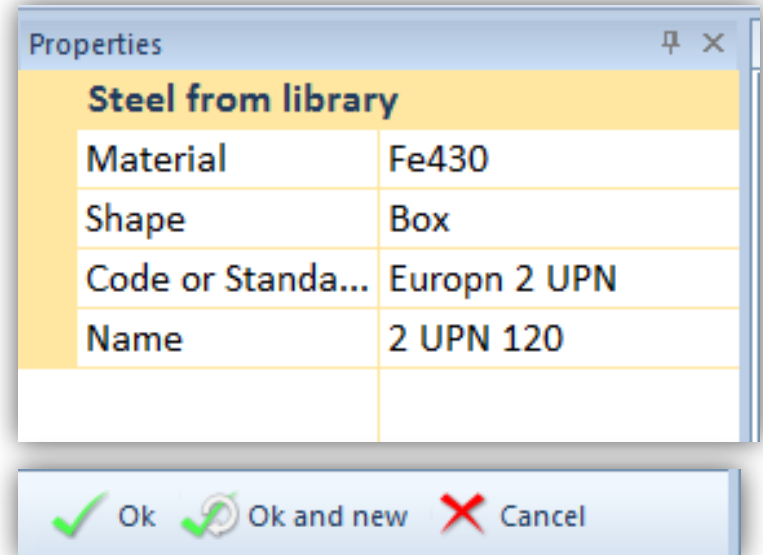 Properties
Steel from library
Material Fe430
Shape Box
Code or Standa... Europn 2 UPN
Name 2 UPN 120
Ok Ok and new Cancel